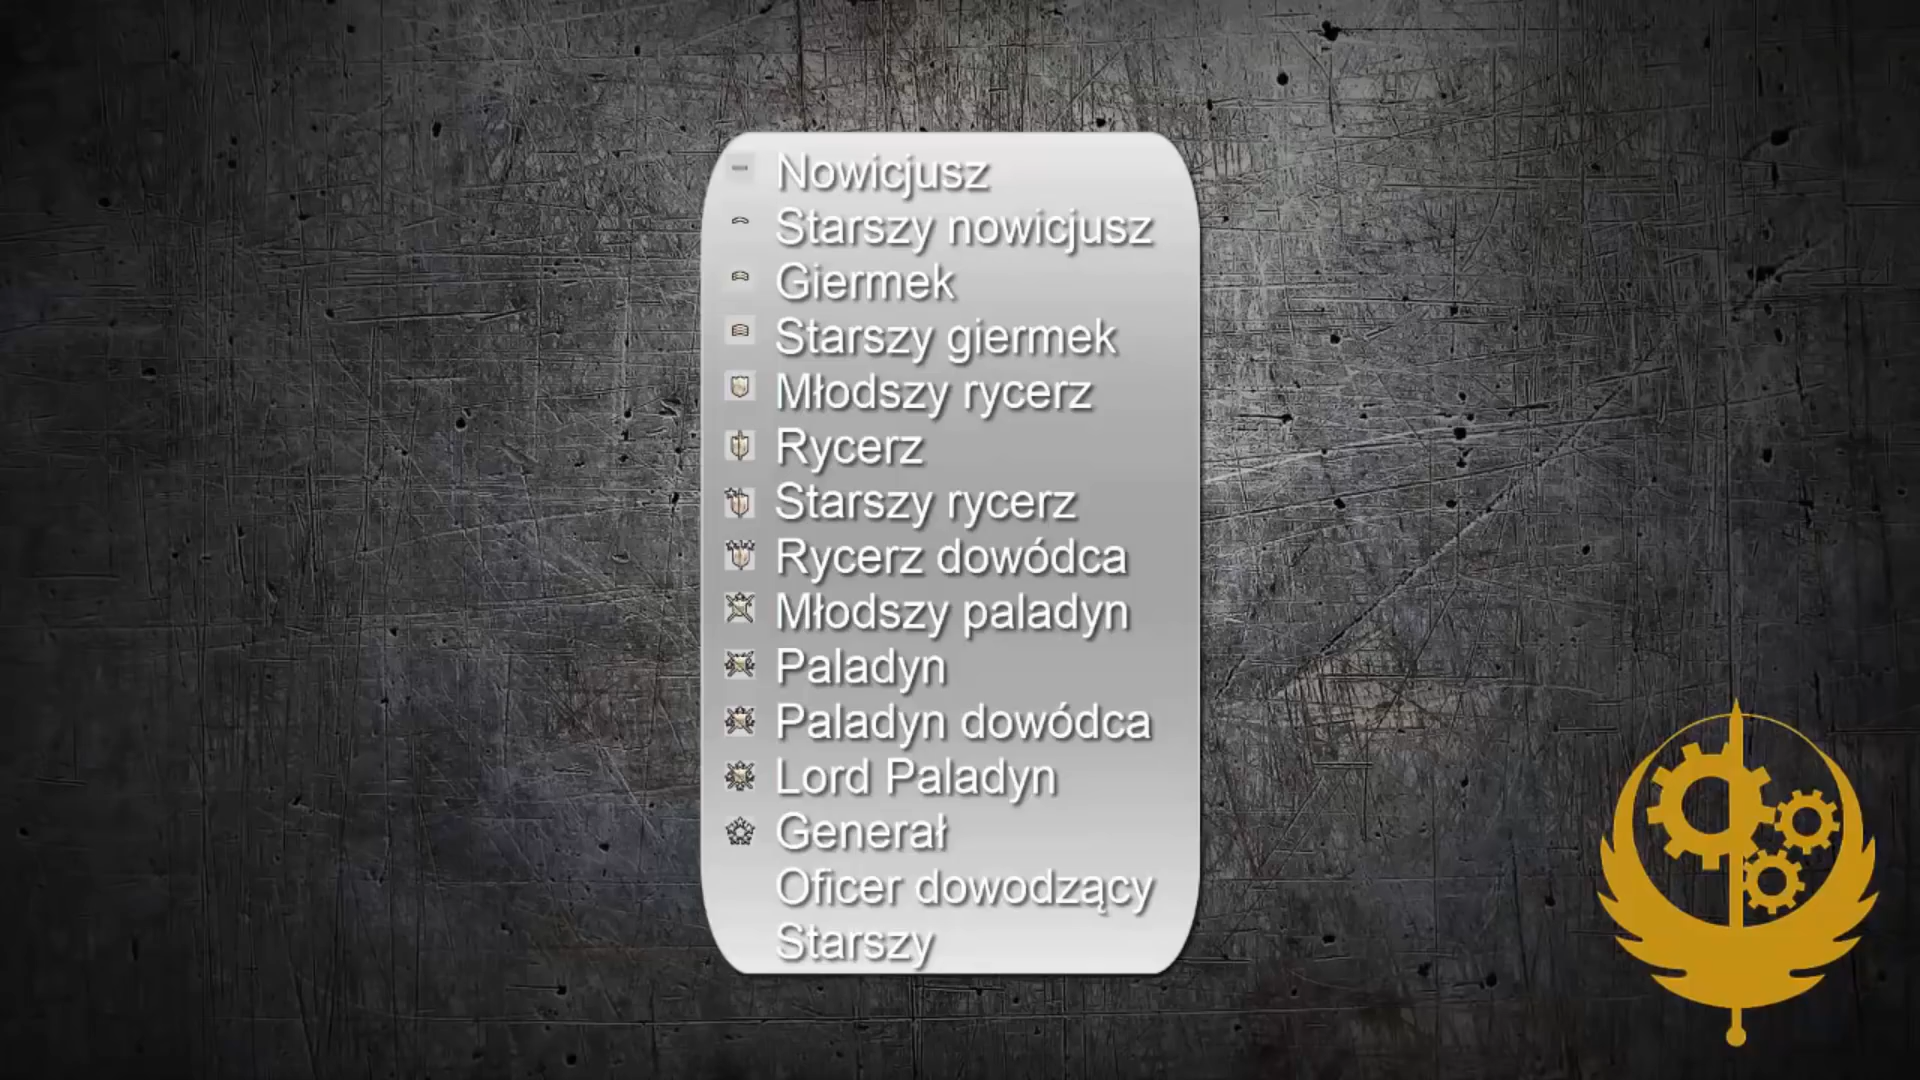 Nowicjusz
Starszy nowicjusz
Giermek
Starszy giermek
Młodszy rycerz
Rycerz
Starszy rycerz
Rycerz dowódca
Młodszy paladyn
Paladyn
Paladyn dowódca
Lord Paladyn
Generał
Oficer dowodzący
Starszy